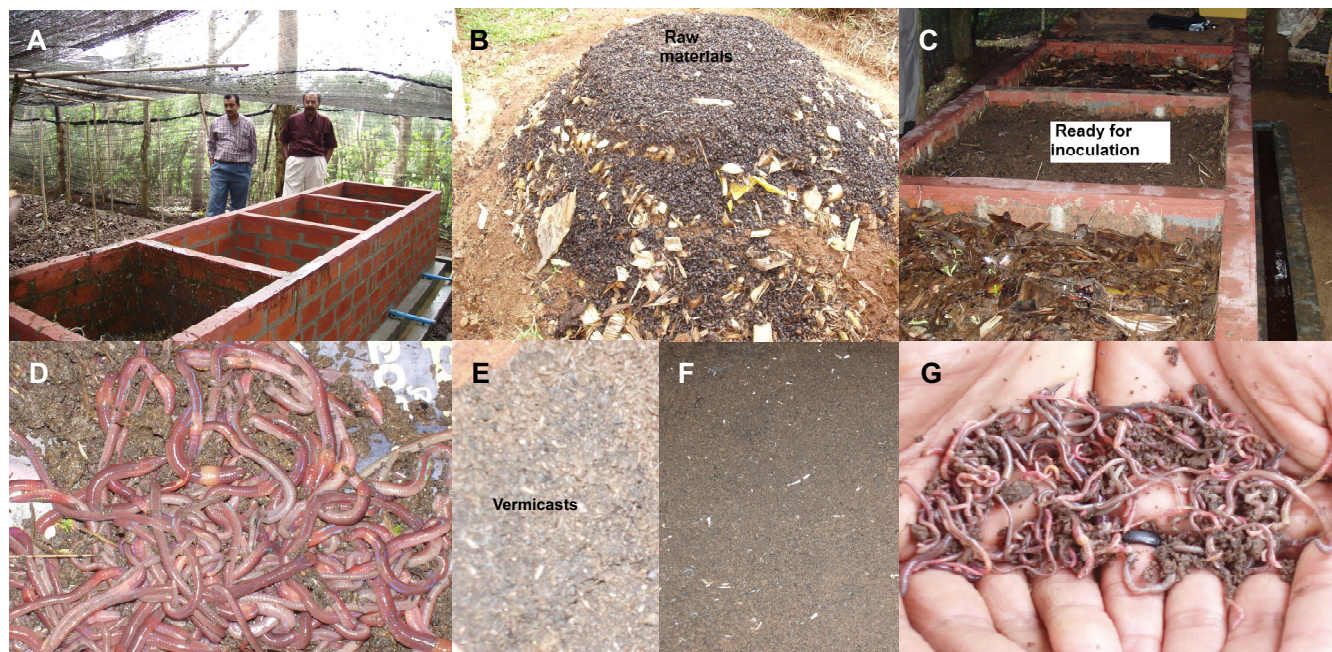 A
B
Raw
materials
C
Ready for
inoculation
D
E
Vermicasts
F
G